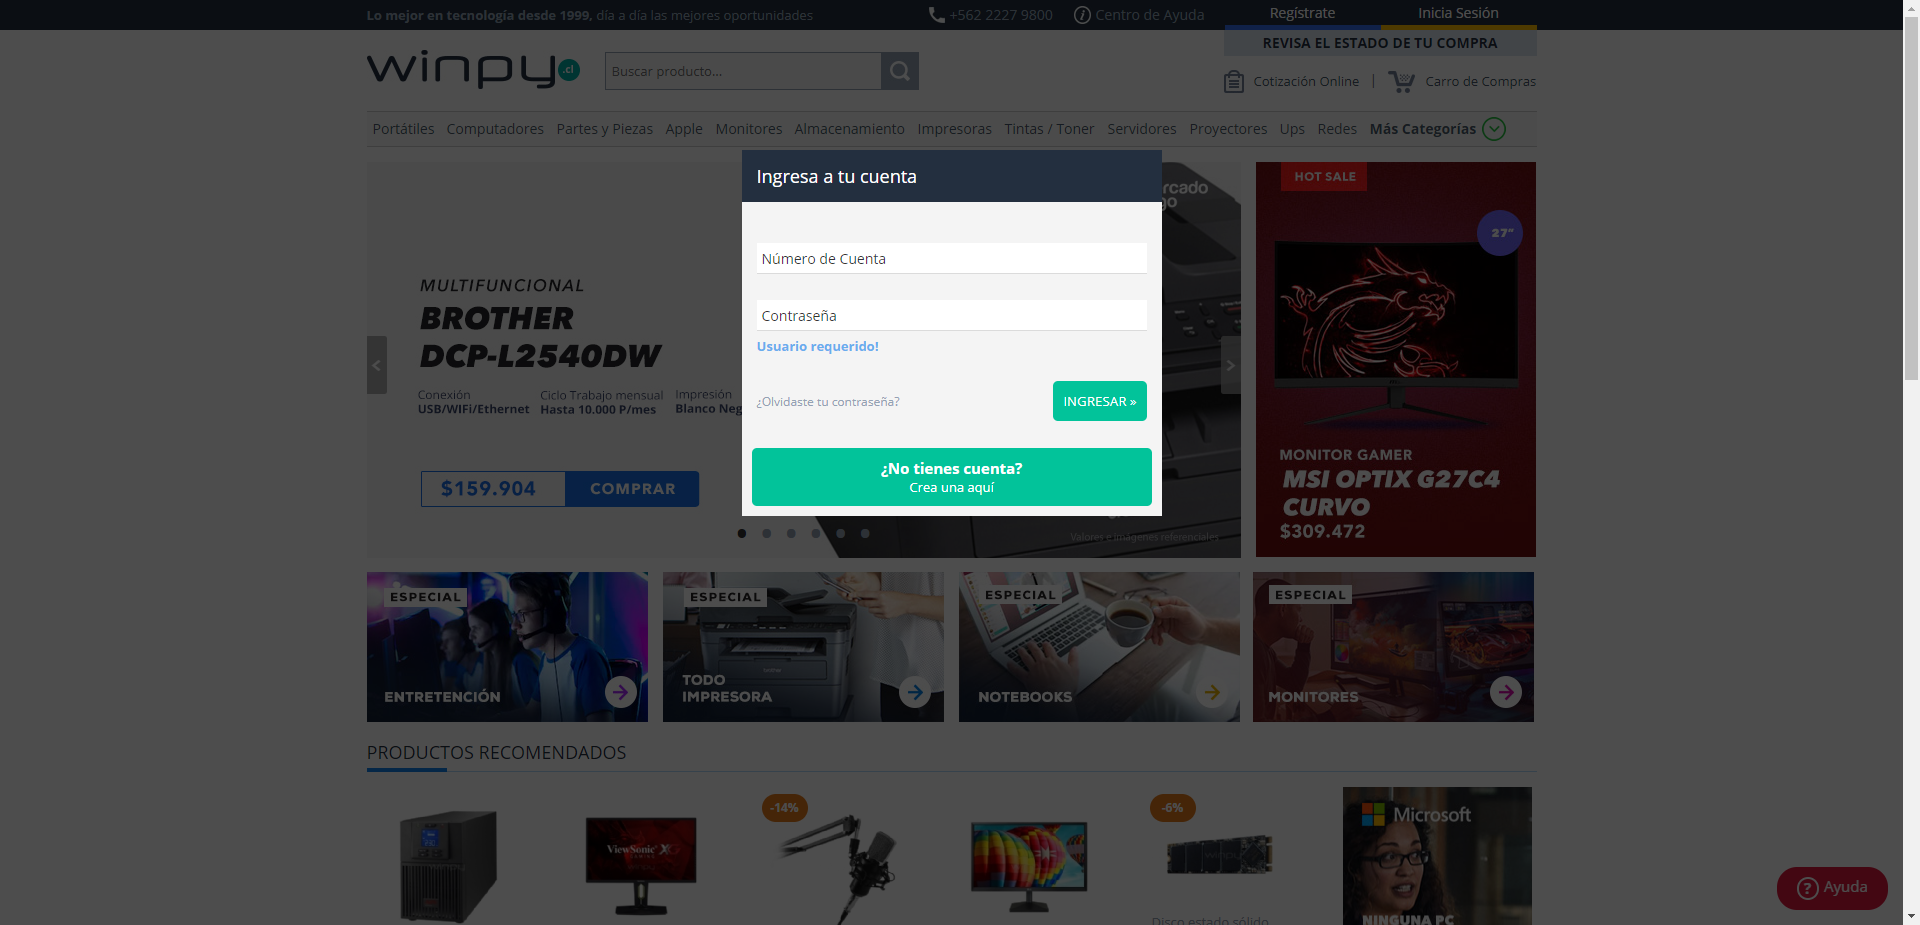 Lo mejor en tecnología desde 1999, día a día las mejores oportunidades
+562 2227 9800
Centro de Ayuda
Regístrate
Inicia Sesión
REVISA EL ESTADO DE TU COMPRA
winpy.cl
Buscar producto...
Cotización Online | Carro de Compras
Portátiles Computadores Partes y Piezas Apple Monitores Almacenamiento Impresoras Tintas / Toner Servidores Proyectores Ups Redes Más Categorías
Ingresa a tu cuenta
Número de Cuenta
Contraseña
Usuario requerido!
¿Olvidaste tu contraseña?
INGRESAR »
¿No tienes cuenta?
Crea una aquí
MULTIFUNCIONAL
BROTHER
DCP-L2540DW
Conexión
USB/WIFi/Ethernet
Ciclo Trabajo mensual
Hasta 10.000 P/mes
Impresión
Blanco Neg
$159.904
COMPRAR
rcado
go
Valores e imágenes referenciales
HOT SALE
27"
MONITOR GAMER
MSI OPTIX G27C4
CURVO
$309.472
ESPECIAL
ENTRETENCIÓN
ESPECIAL
TODO
IMPRESORA
ESPECIAL
NOTEBOOKS
ESPECIAL
MONITORES
PRODUCTOS RECOMENDADOS
ViewSonic XG
GAMING
-14%
-6%
Disco estado sólido
Microsoft
NINGUNA PC
Ayuda